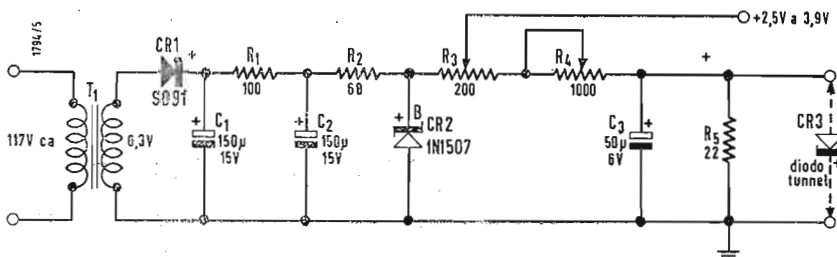 1794/5
+2,5V a 3,9V
CR1
+
R1
100
R2
68
R3
200
R4
1000
+
T1
117V ca
6,3V
+
C1
150μ
15V
+
C2
150μ
15V
+
B
CR2
1N1507
+
C3
50μ
6V
R5
22
CR3
+
diodo
tunnel